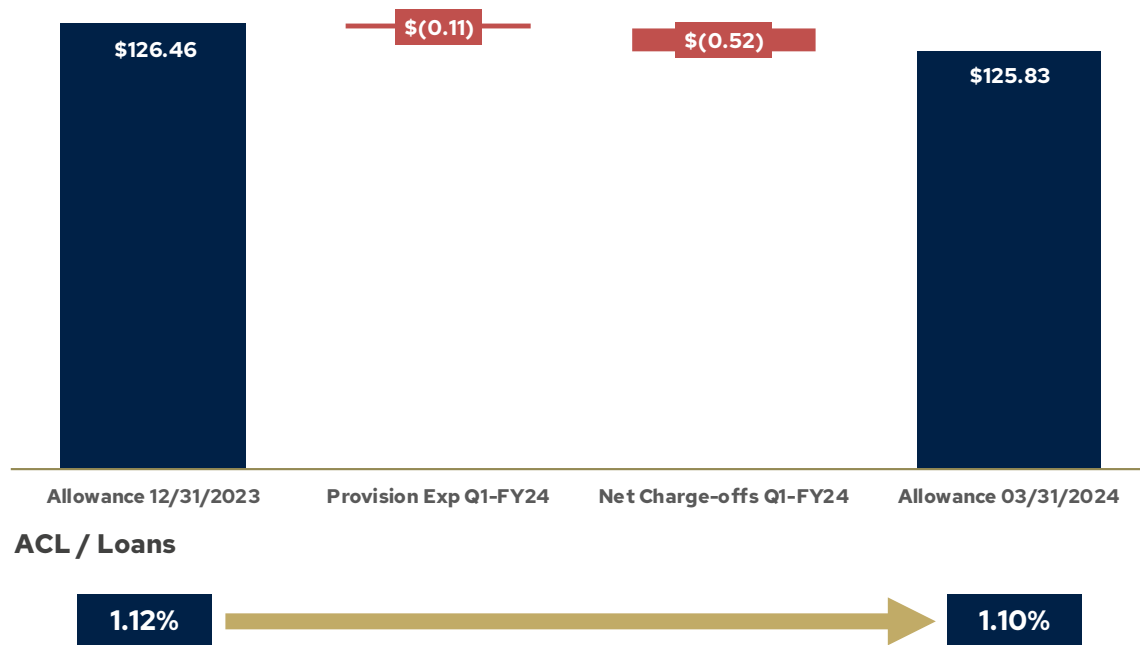 $126.46
$(0.11)
$(0.52)
$125.83
Allowance 12/31/2023
Provision Exp Q1-FY24
Net Charge-offs Q1-FY24
Allowance 03/31/2024
ACL / Loans
1.12%
1.10%